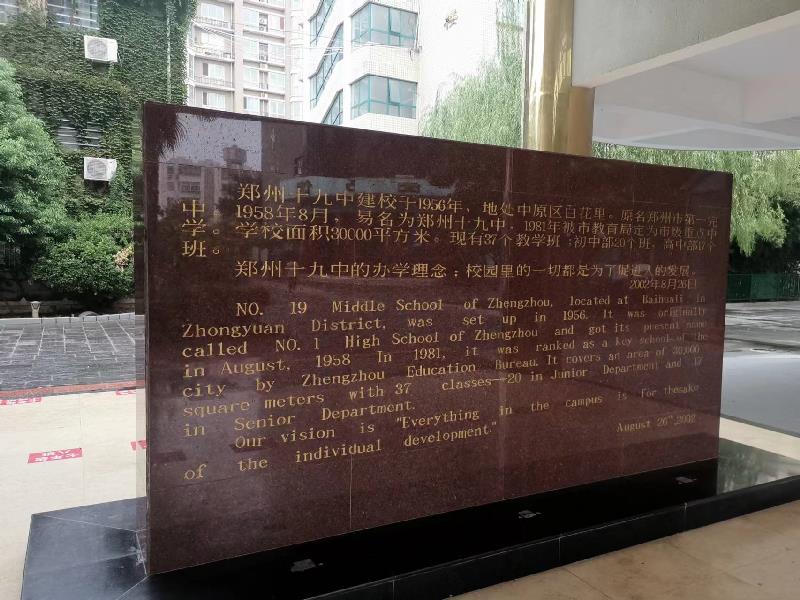 郑州十九中建校于1956年，地处中原区百花里。原名郑州市第一完
中，1958年8月，易名为郑州十九中，1981年被市教育局定为市级重点中
学。学校面积30000平方米。现有37个教学班；初中部20个班，高中部17个
班。
郑州十九中的办学理念：校园里的一切都是为了促进人的发展。
2002年8月26日
NO. 19 Middle School of Zhengzhou, located at Baihuali in
Zhongyuan District, was set up in 1956. It was originally
called NO.1 High School of Zhengzhou and got its present name
in August, 1958 In 1981, it was ranked as a key school of the
city by Zhengzhou Education Bureau. It covers an area of 30,000
square meters with 37 classes—20 in Junior Department and 17
in Senior Department.
Our vision is "Everything in the campus is for thesake
of the individual development."
August 26th,2002